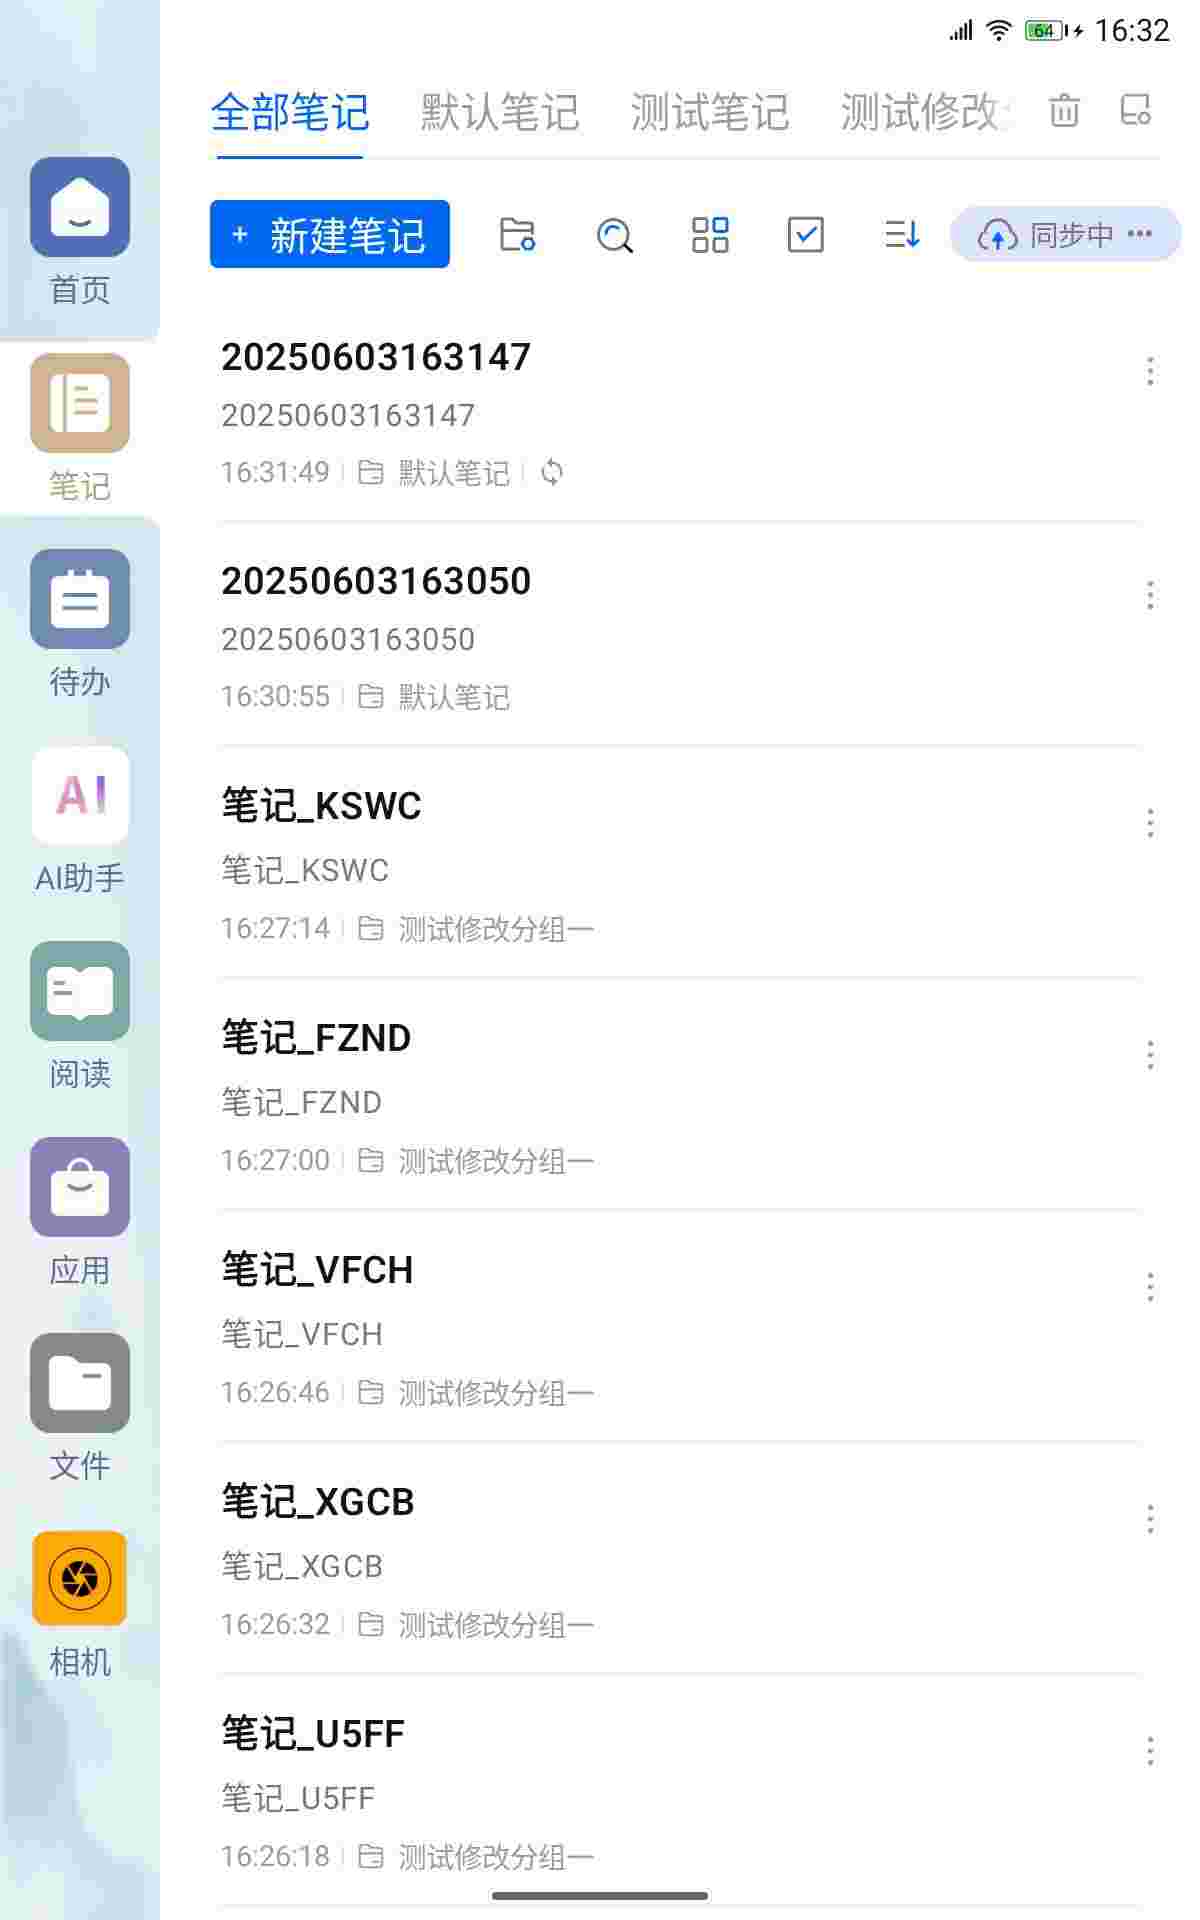 64 16:32
全部笔记 默认笔记 测试笔记 测试修改
+ 新建笔记 同步中 •••
首页
笔记
待办
AI
AI助手
阅读
应用
文件
相机
20250603163147
20250603163147
16:31:49 默认笔记
20250603163050
20250603163050
16:30:55 默认笔记
笔记_KSWC
笔记_KSWC
16:27:14 测试修改分组一
笔记_FZND
笔记_FZND
16:27:00 测试修改分组一
笔记_VFCH
笔记_VFCH
16:26:46 测试修改分组一
笔记_XGCB
笔记_XGCB
16:26:32 测试修改分组一
笔记_U5FF
笔记_U5FF
16:26:18 测试修改分组一